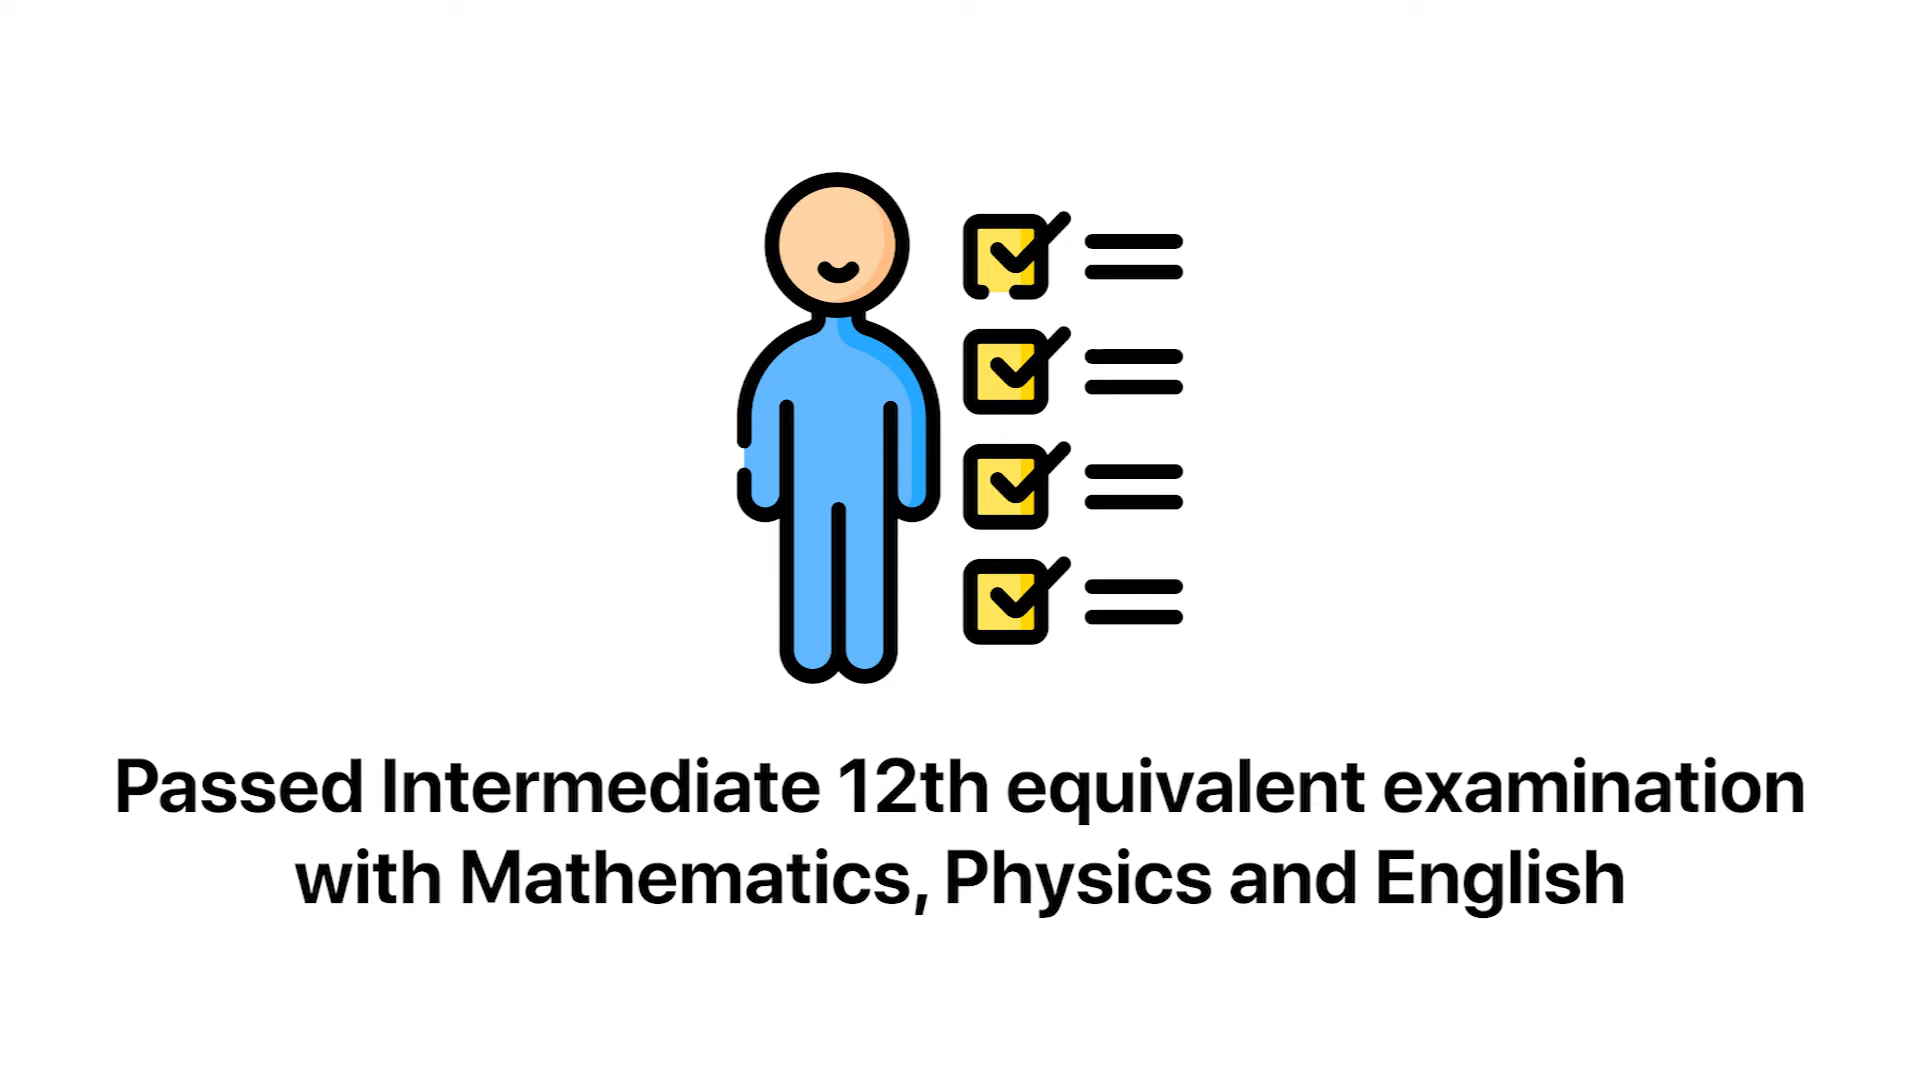 Passed Intermediate 12th equivalent examination
with Mathematics, Physics and English